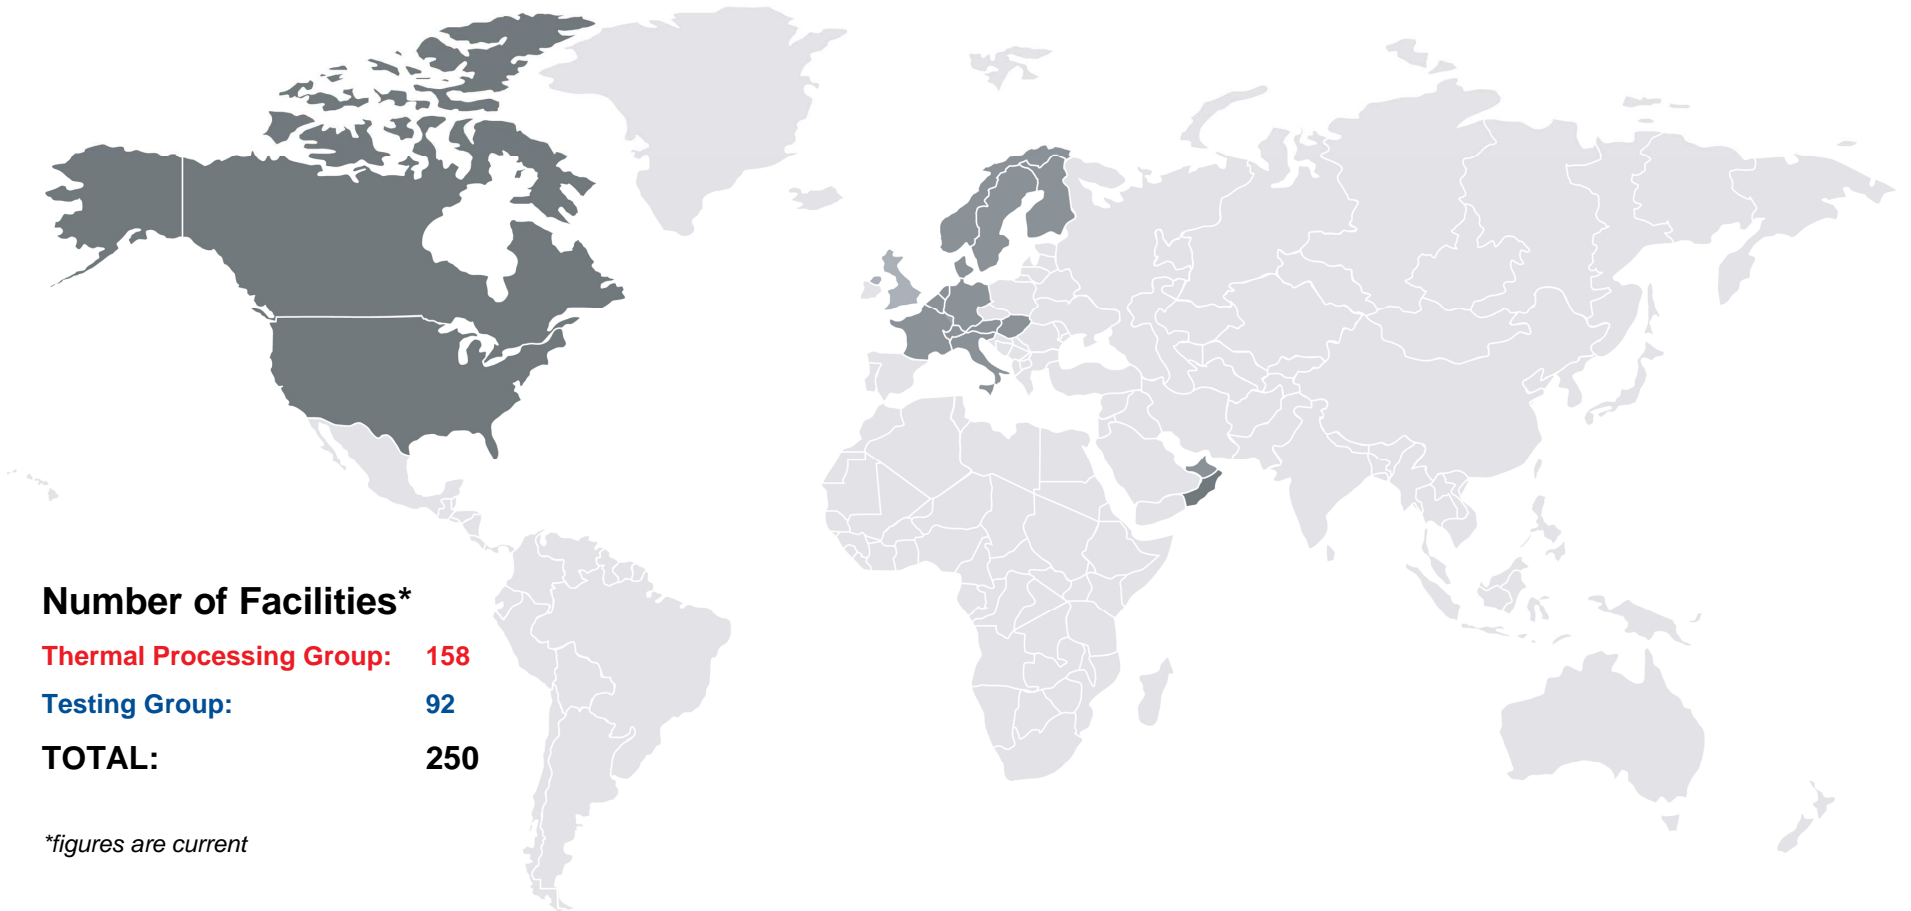 Number of Facilities*
Thermal Processing Group: 158
Testing Group: 92
TOTAL: 250
*figures are current